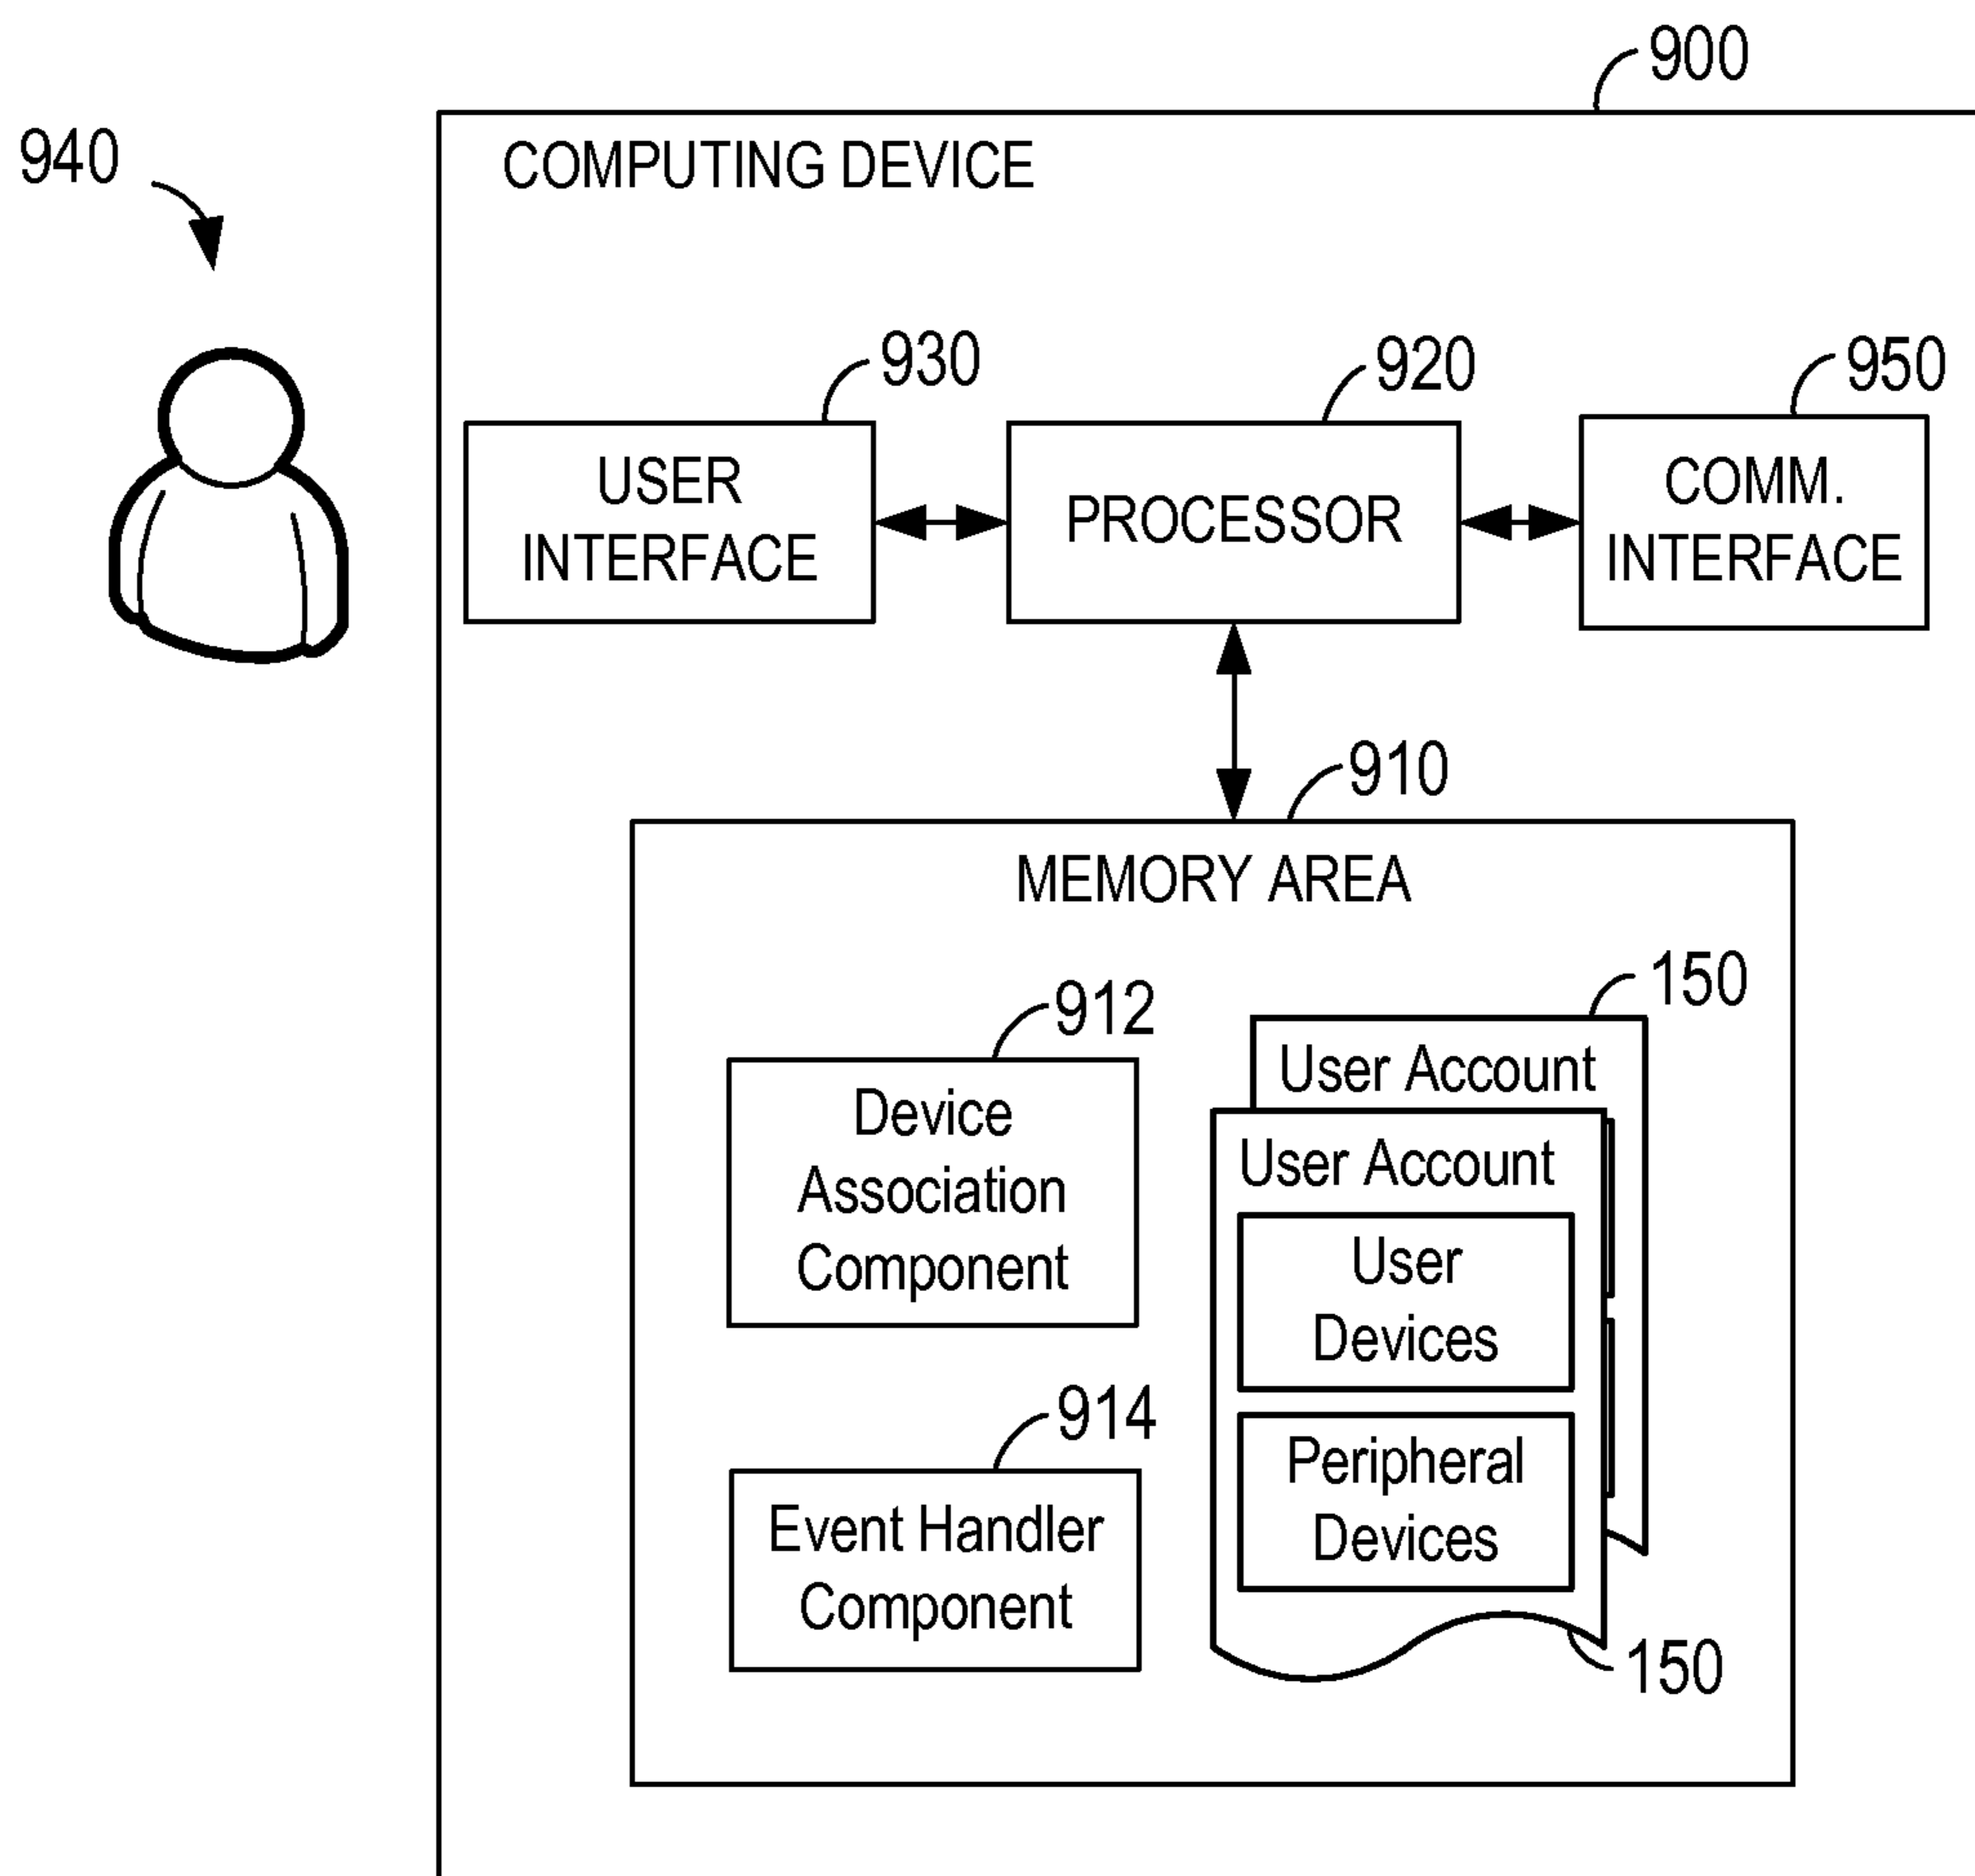 900
940
COMPUTING DEVICE
930
920
950
USER
INTERFACE
PROCESSOR
COMM.
INTERFACE
910
MEMORY AREA
912
150
Device
Association
Component
User Account
User Account
User
Devices
914
Peripheral
Devices
Event Handler
Component
150